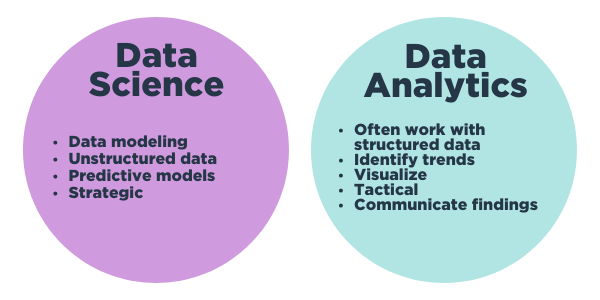 Data
Science
• Data modeling
• Unstructured data
• Predictive models
• Strategic
Data
Analytics
• Often work with
structured data
• Identify trends
• Visualize
• Tactical
• Communicate findings